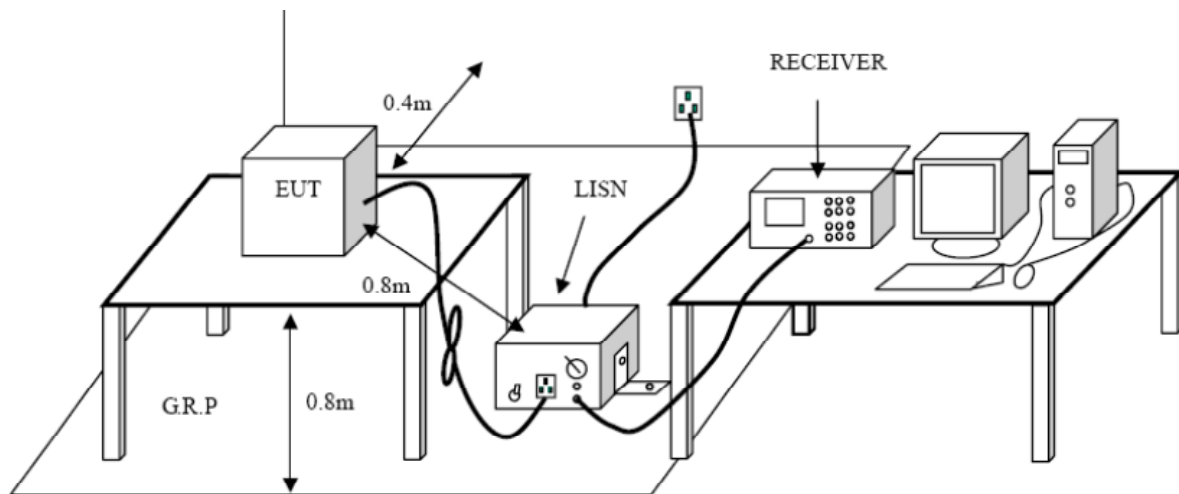 RECEIVER
0.4m
EUT
LISN
0.8m
G.R.P
0.8m